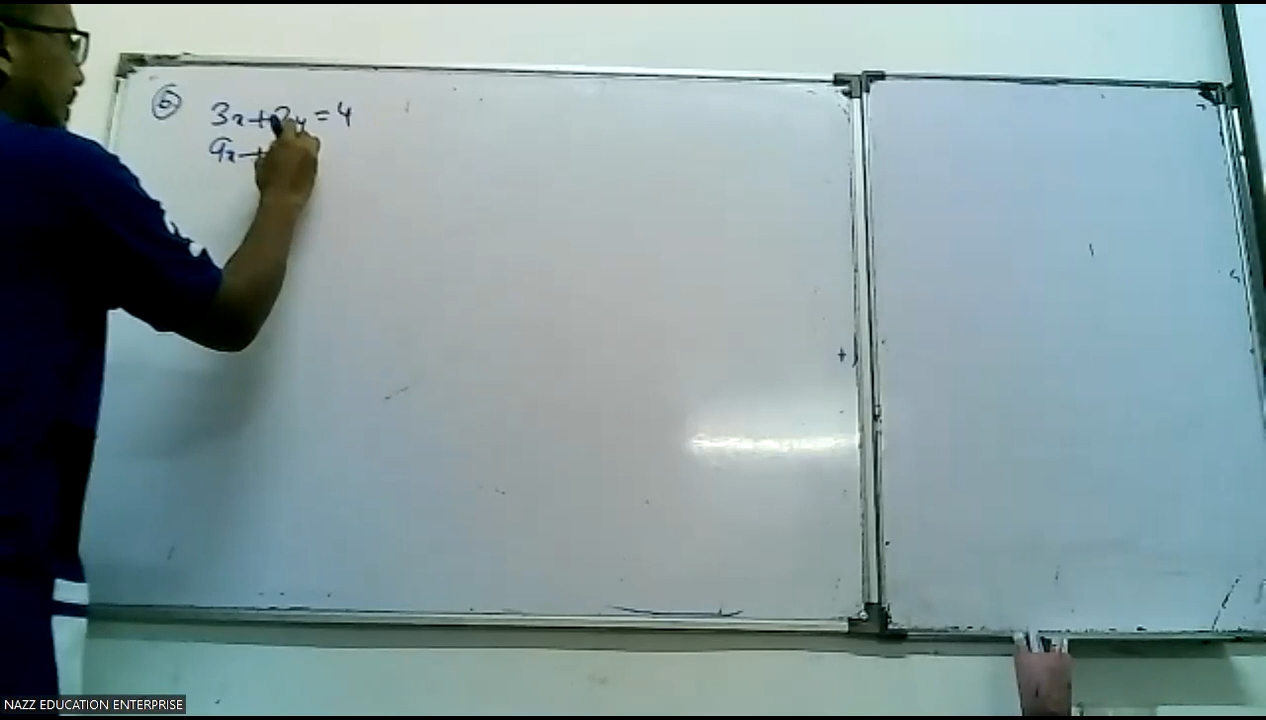 ⑥ 3x+2y=4
9x+
NAZZ EDUCATION ENTERPRISE